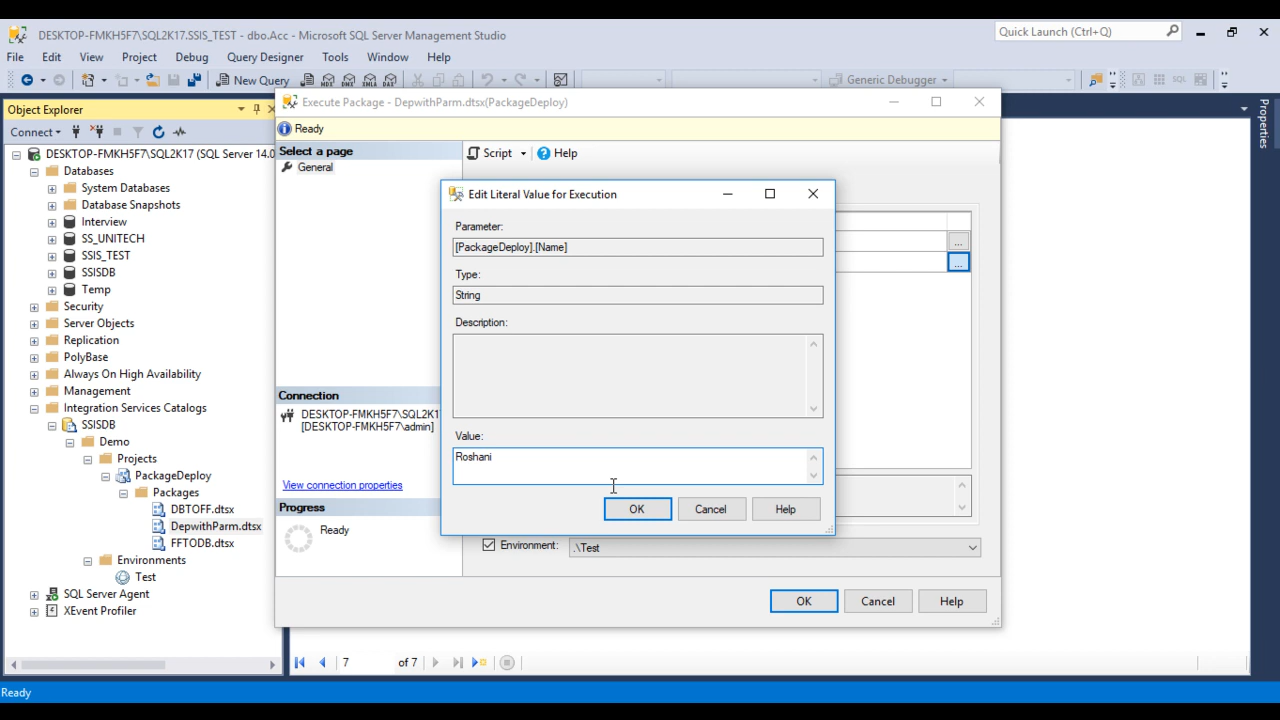 DESKTOP-FMKH5F7\SQL2K17.SSIS_TEST - dbo.Acc - Microsoft SQL Server Management Studio
Quick Launch (Ctrl+Q)
File Edit View Project Debug Query Designer Tools Window Help
New Query
Generic Debugger
Object Explorer
Connect
DESKTOP-FMKH5F7\SQL2K17 (SQL Server 14.0
Databases
System Databases
Database Snapshots
Interview
SS_UNITECH
SSIS_TEST
SSISDB
Temp
Security
Server Objects
Replication
PolyBase
Always On High Availability
Management
Integration Services Catalogs
SSISDB
Demo
Projects
PackageDeploy
Packages
DBTOFF.dtsx
DepwithParm.dtsx
FFTODB.dtsx
Environments
Test
SQL Server Agent
XEvent Profiler
Execute Package - DepwithParm.dtsx(PackageDeploy)
Ready
Select a page
General
Script
Help
Connection
DESKTOP-FMKH5F7\SQL2K1
[DESKTOP-FMKH5F7\admin]
View connection properties
Progress
Ready
Edit Literal Value for Execution
Parameter:
[PackageDeploy].[Name]
Type:
String
Description:
Value:
Roshani
OK Cancel Help
...
...
Environment: .\Test
OK Cancel Help
7 of 7
Properties
Ready